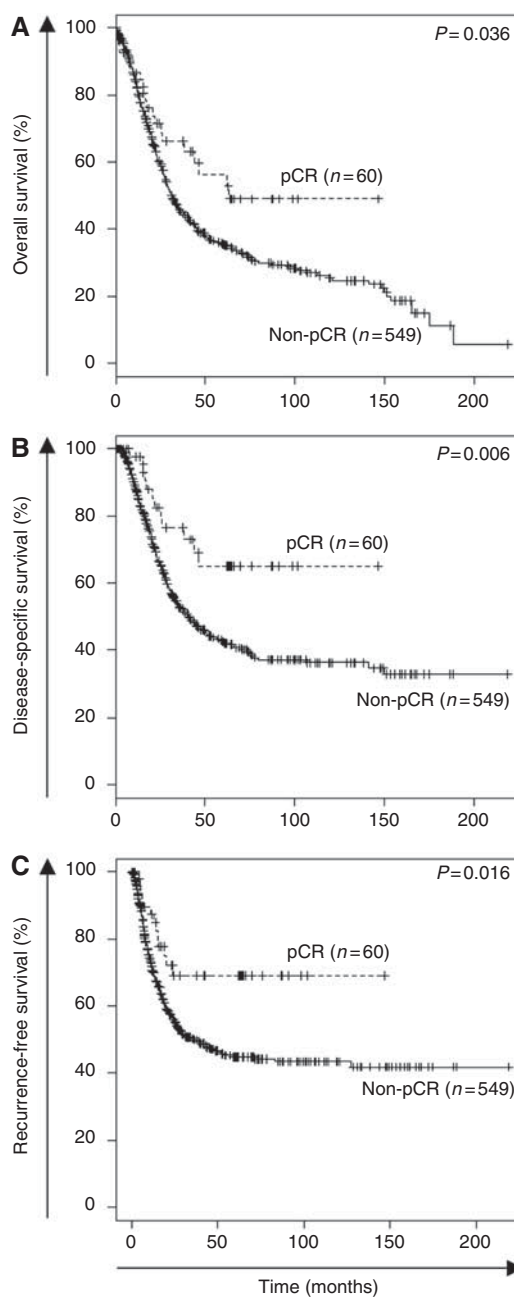 A
P=0.036
Overall survival (%)
100
80
60
40
20
0
pCR (n=60)
Non-pCR (n=549)
0 50 100 150 200
B
P=0.006
Disease-specific survival (%)
100
80
60
40
20
0
pCR (n=60)
Non-pCR (n=549)
0 50 100 150 200
C
P=0.016
Recurrence-free survival (%)
100
80
60
40
20
0
pCR (n=60)
Non-pCR (n=549)
0 50 100 150 200
Time (months)